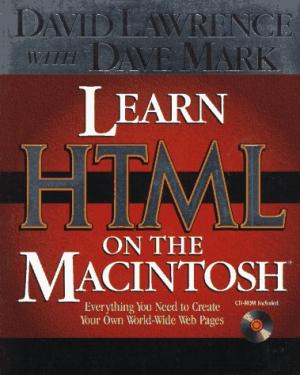 DAVID LAWRENCE
WITH DAVE MARK
LEARN
HTML
ON THE
MACINTOSH
Everything You Need to Create
Your Own World-Wide Web Pages
CD-ROM Included